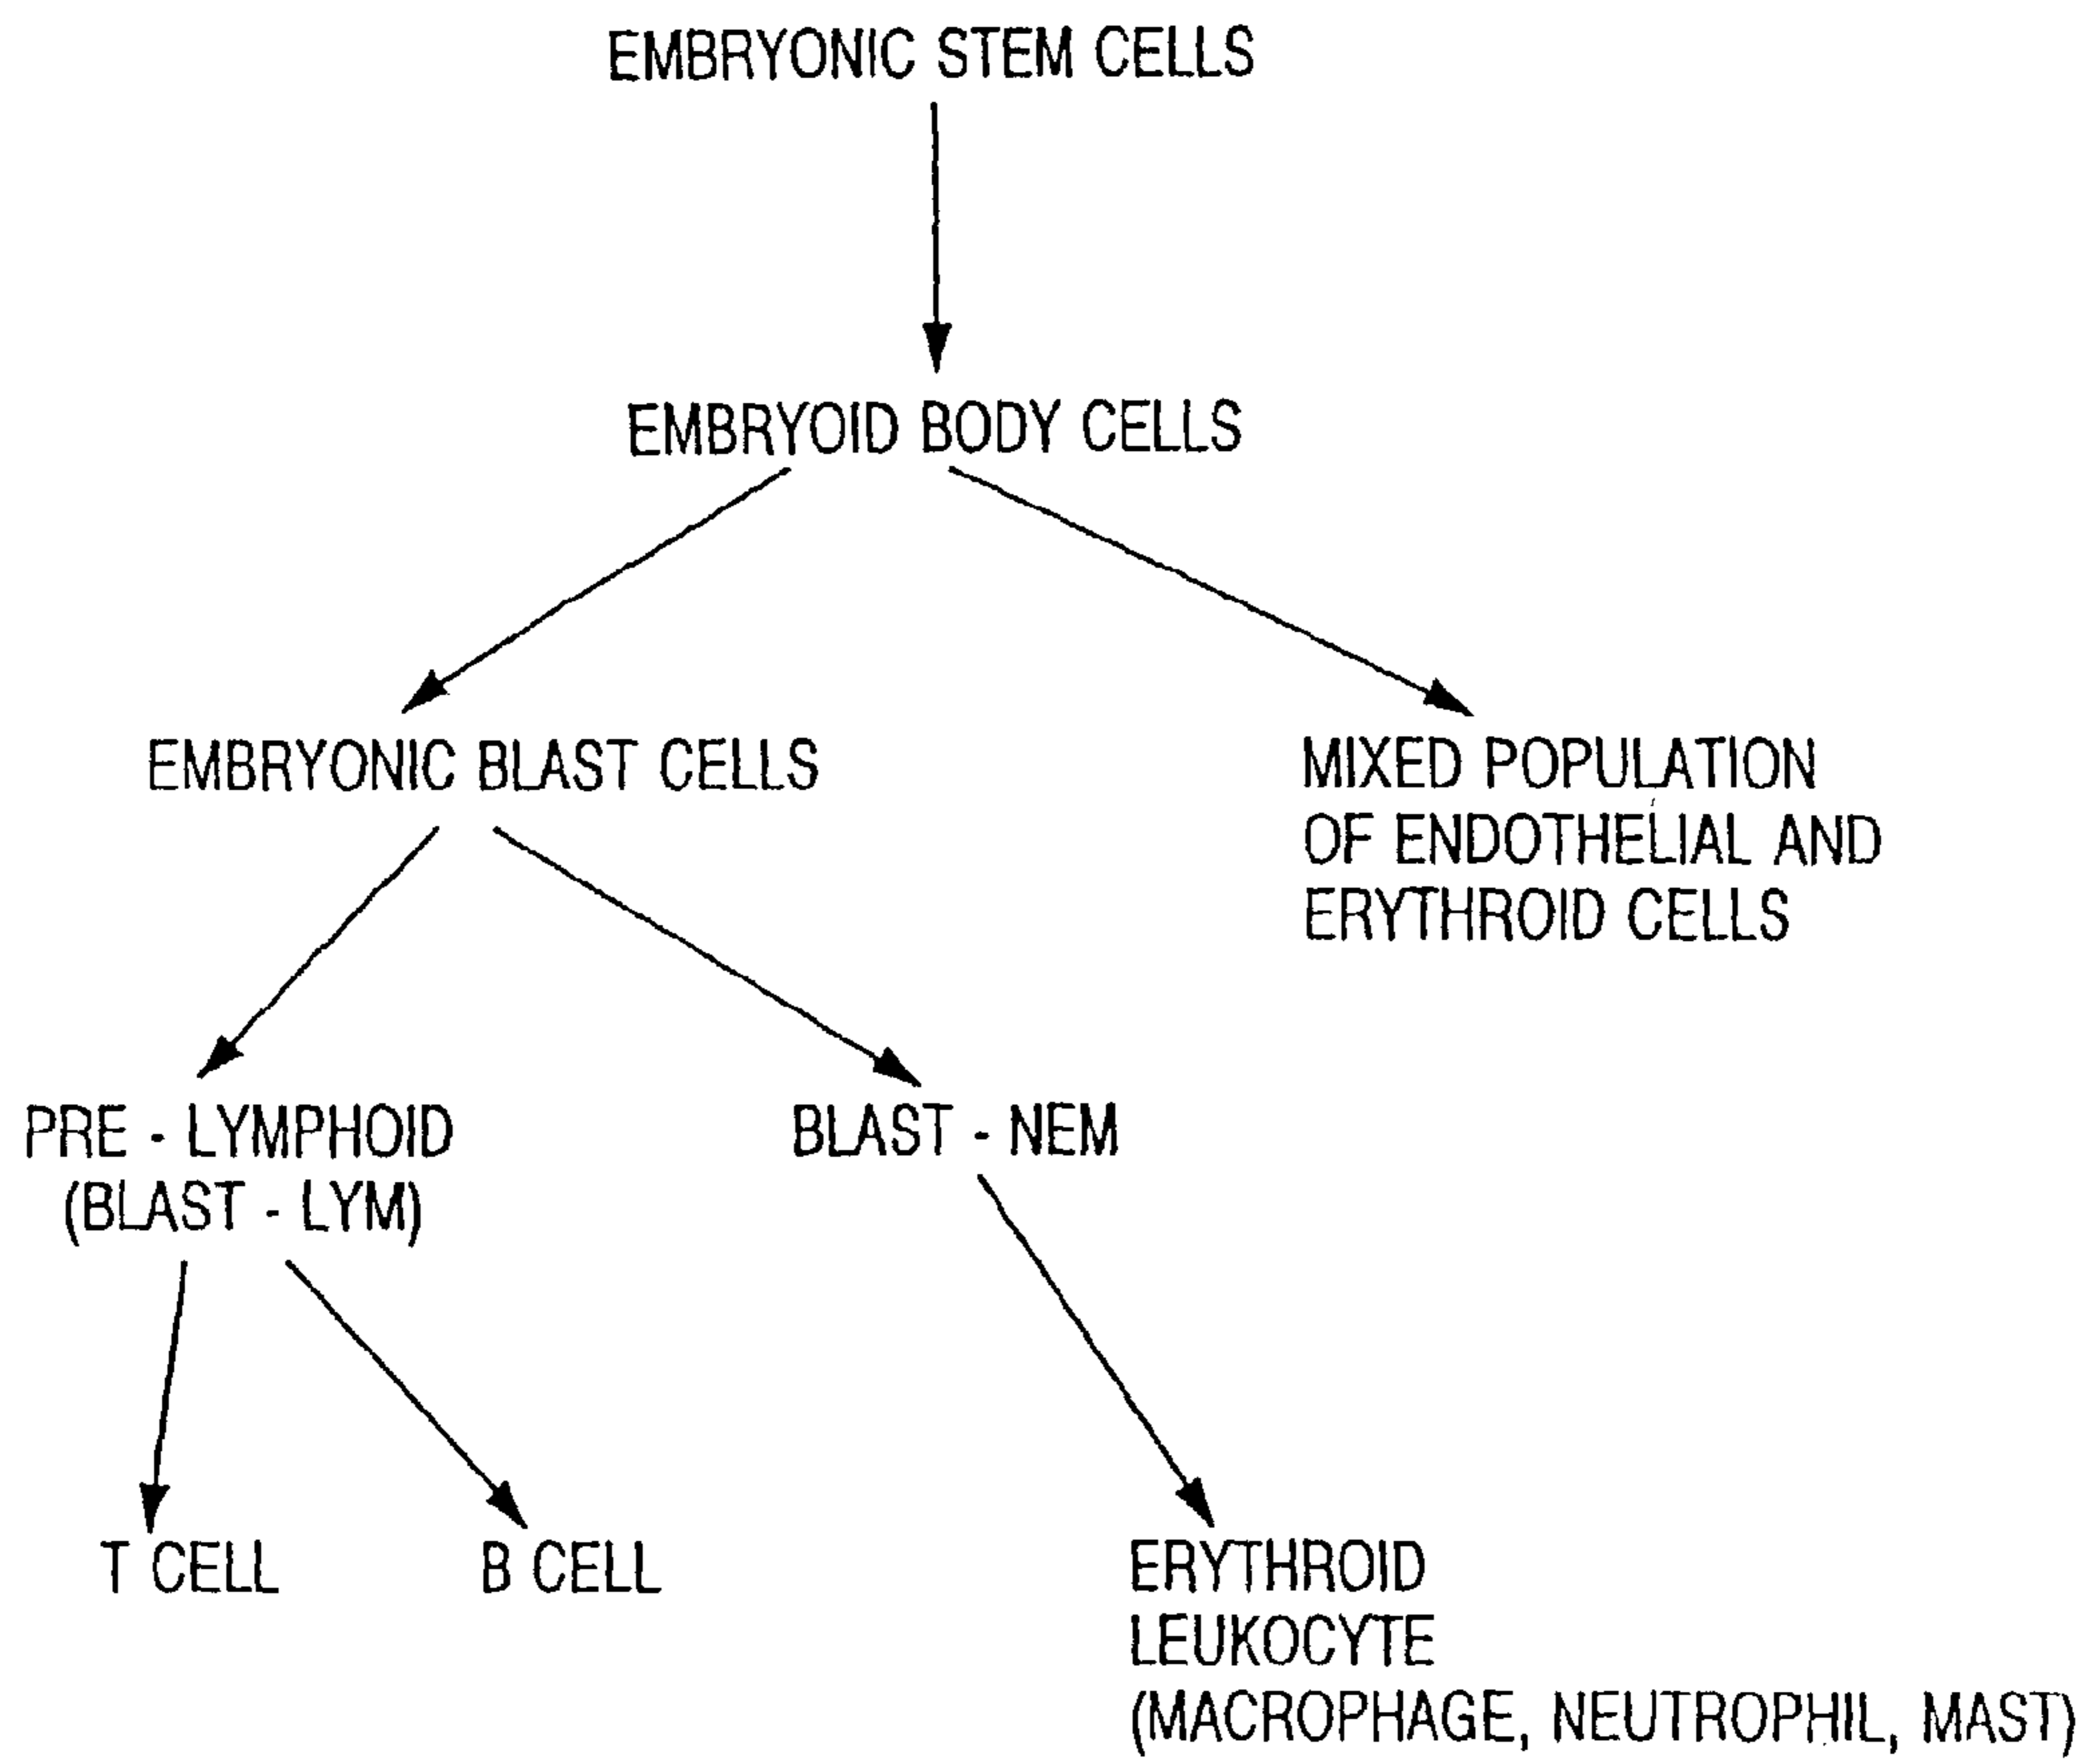 EMBRYONIC STEM CELLS
EMBRYOID BODY CELLS
EMBRYONIC BLAST CELLS
MIXED POPULATION
OF ENDOTHELIAL AND
ERYTHROID CELLS
PRE - LYMPHOID
(BLAST - LYM)
BLAST - NEM
T CELL
B CELL
ERYTHROID
LEUKOCYTE
(MACROPHAGE, NEUTROPHIL, MAST)